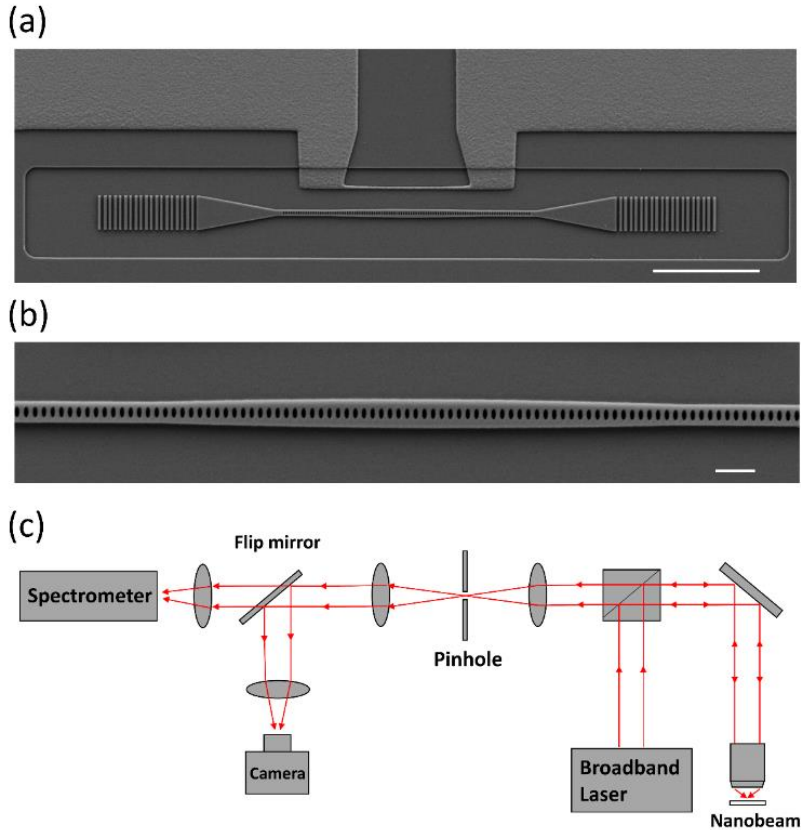 (a)
(b)
(c)
Flip mirror
Spectrometer
Pinhole
Camera
Broadband
Laser
Nanobeam